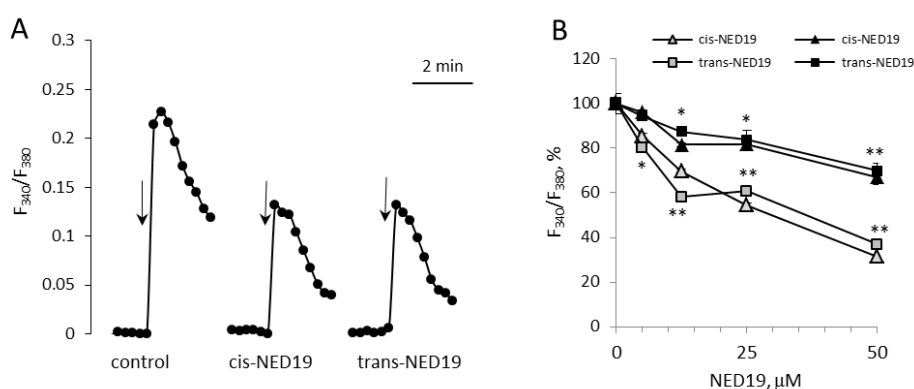 A
0.3
0.25
0.2
0.15
0.1
0.05
0
F340/F380
2 min
control
cis-NED19
trans-NED19
B
cis-NED19
cis-NED19
trans-NED19
trans-NED19
120
100
80
60
40
20
0
F340/F380, %
*
*
**
*
**
**
**
0
25
50
NED19, μM